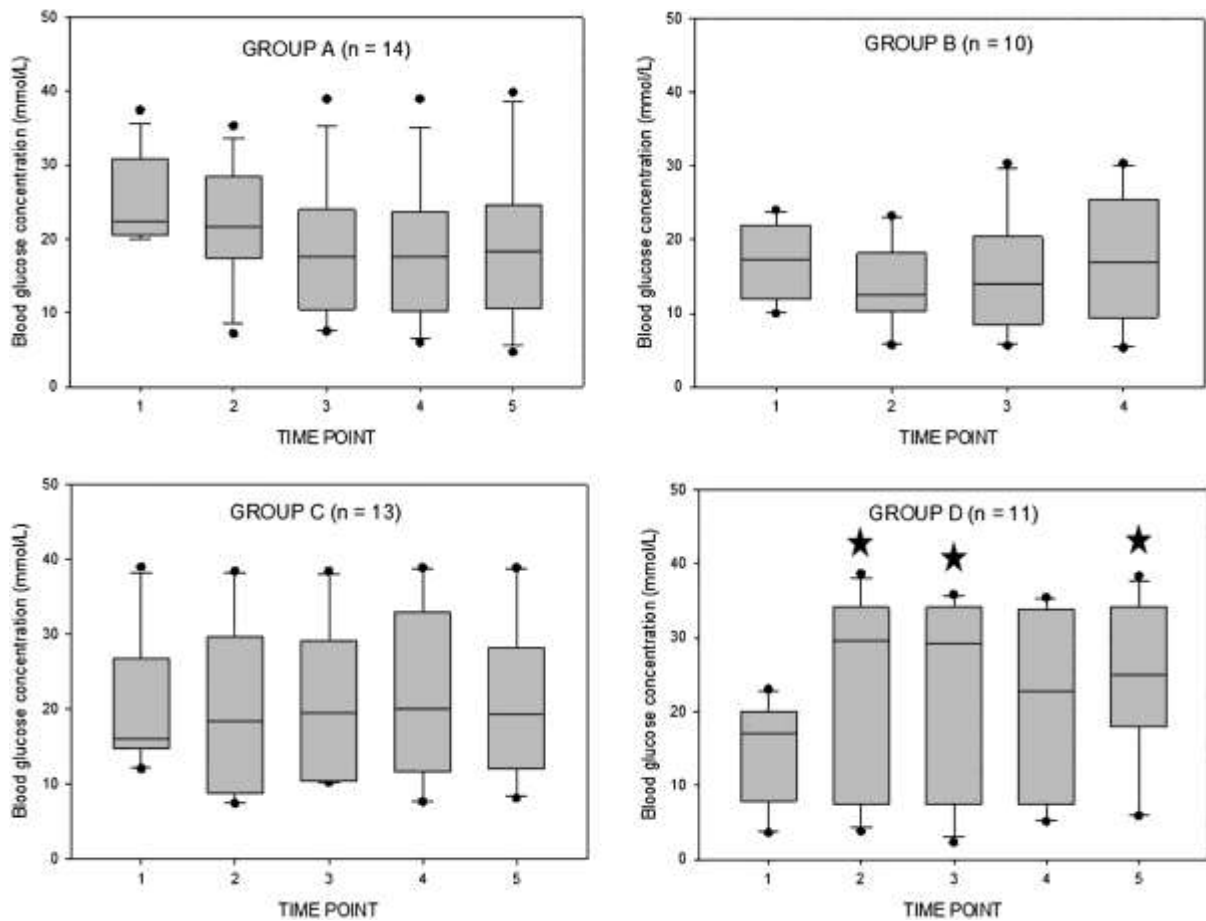 GROUP A (n = 14)
Blood glucose concentration (mmol/L)
50
40
30
20
10
0
1 2 3 4 5
TIME POINT
GROUP B (n = 10)
Blood glucose concentration (mmol/L)
50
40
30
20
10
0
1 2 3 4
TIME POINT
GROUP C (n = 13)
Blood glucose concentration (mmol/L)
50
40
30
20
10
0
1 2 3 4 5
TIME POINT
GROUP D (n = 11)
Blood glucose concentration (mmol/L)
50
40
30
20
10
0
1 2 3 4 5
TIME POINT